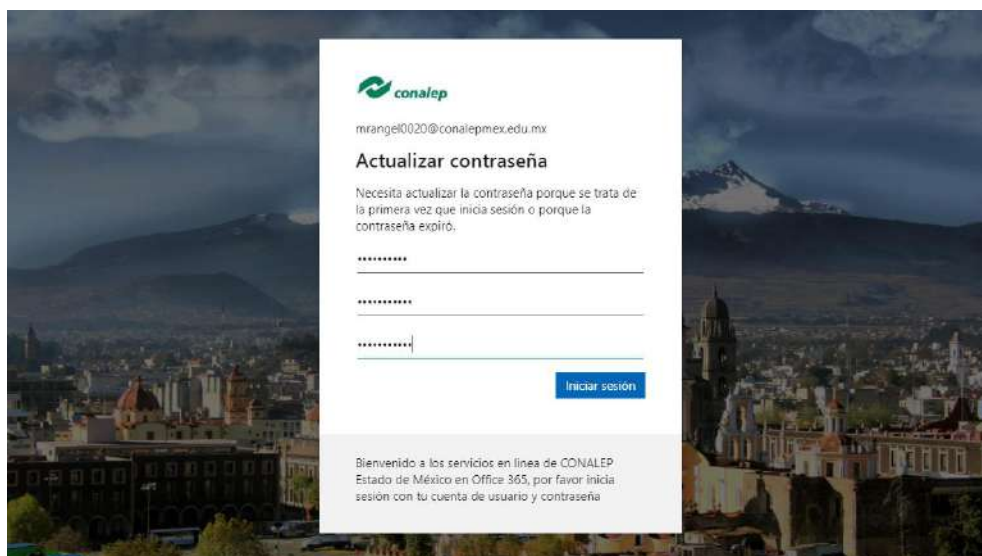 conalep
mrangel0020@conalepmex.edu.mx
Actualizar contraseña
Necesita actualizar la contraseña porque se trata de
la primera vez que inicia sesión o porque la
contraseña expiró.
••••••••••
•••••••••••
•••••••••••
Iniciar sesión
Bienvenido a los servicios en linea de CONALEP
Estado de México en Office 365, por favor inicia
sesión con tu cuenta de usuario y contraseña